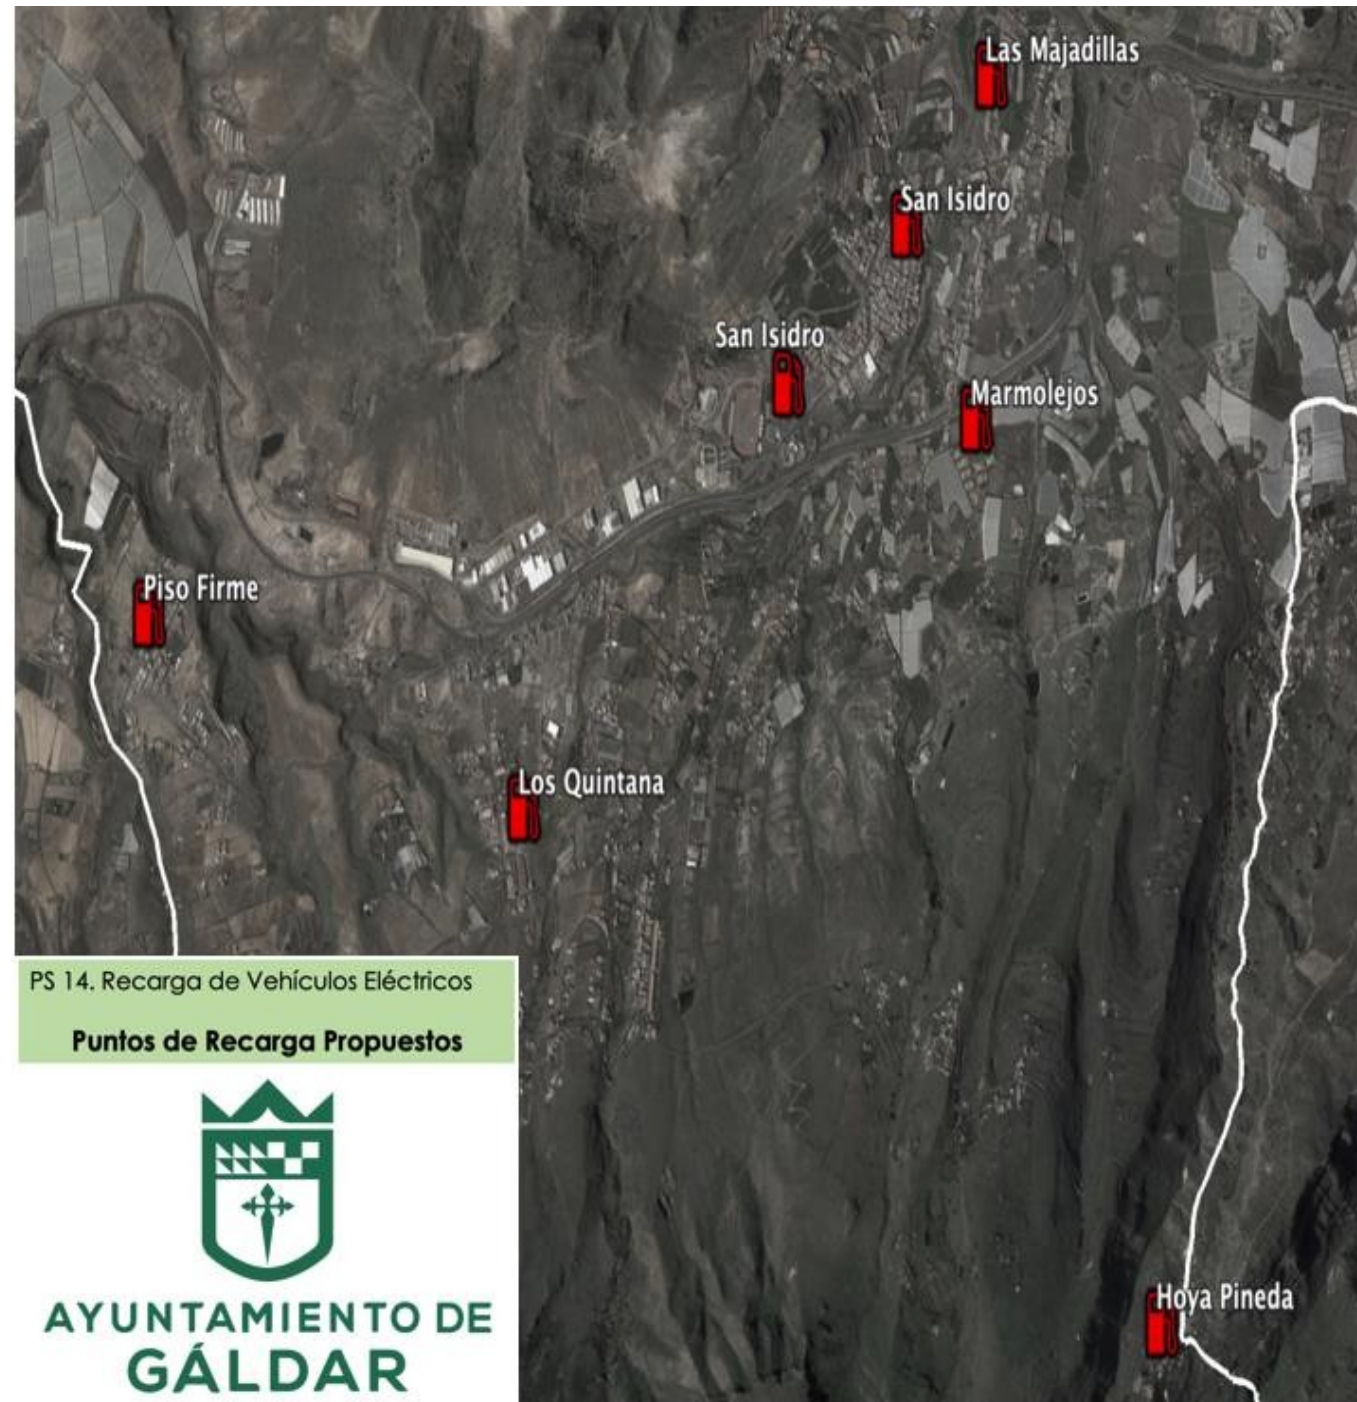 Las Majadillas
San Isidro
San Isidro
Marmolejos
Piso Firme
Los Quintana
PS 14. Recarga de Vehículos Eléctricos
Puntos de Recarga Propuestos
Hoya Pineda
AYUNTAMIENTO DE
GÁLDAR